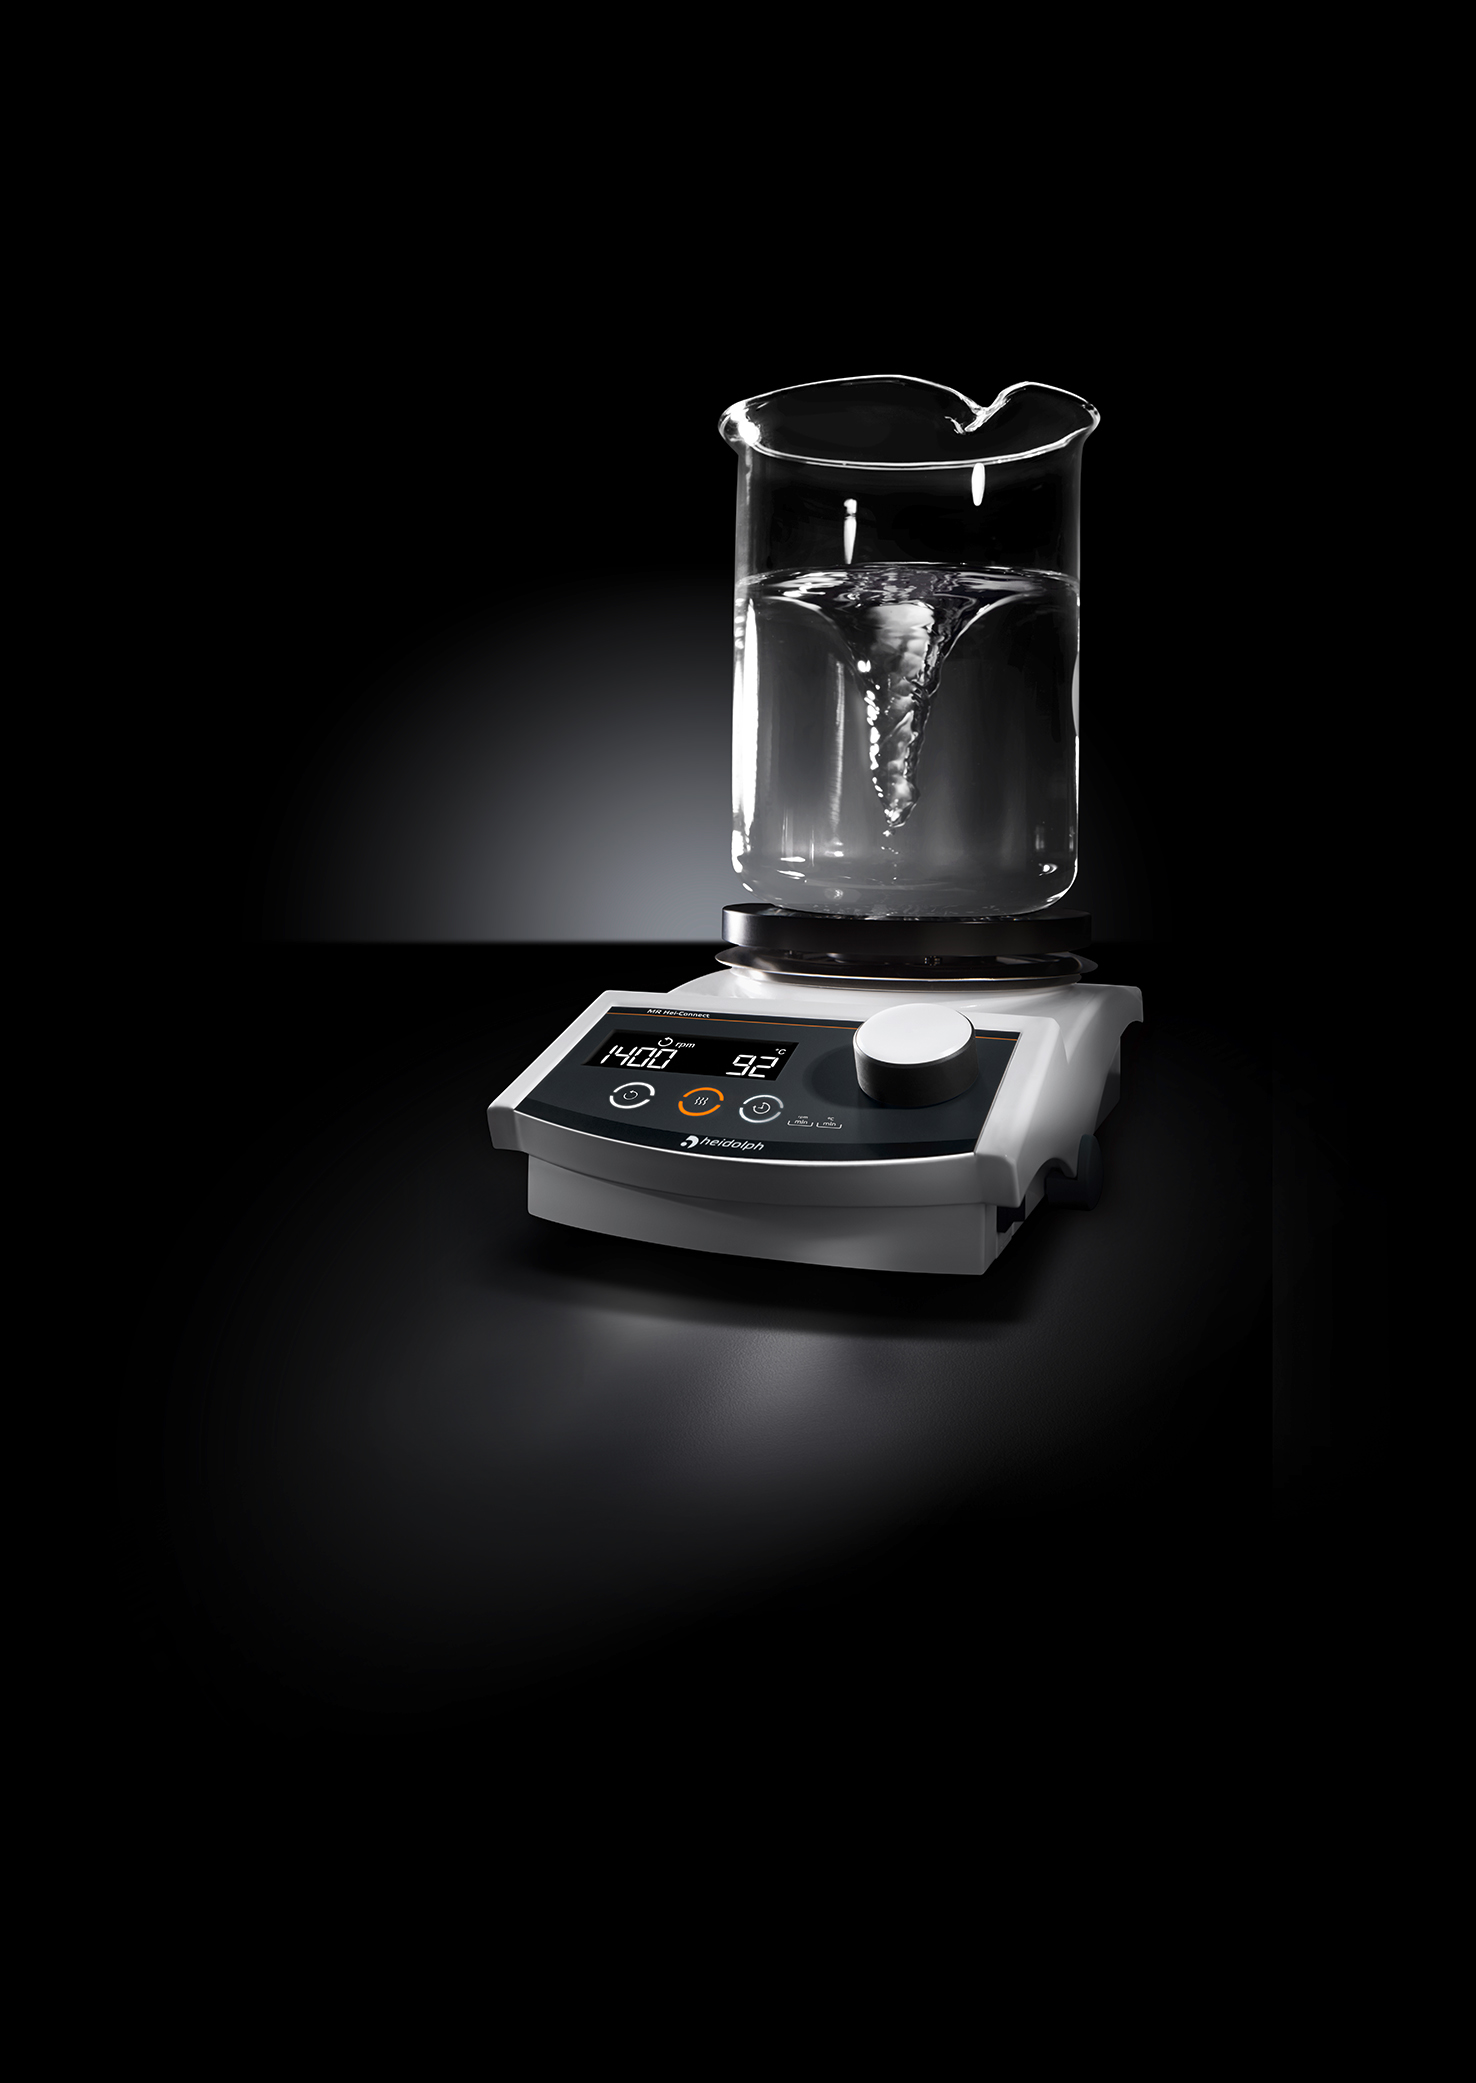 MR Hei-Connect
rpm °C
1400 92
rpm °C
min min
heidolph